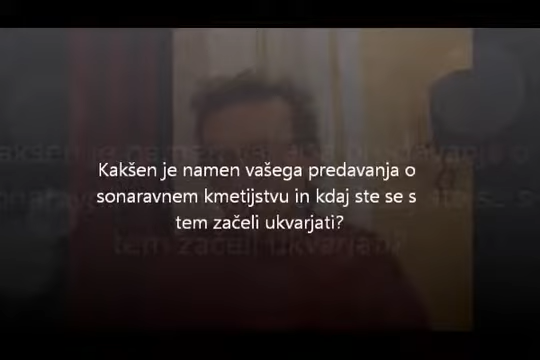 Kakšen je namen vašega predavanja o
sonaravnem kmetijstvu in kdaj ste se s
tem začeli ukvarjati?